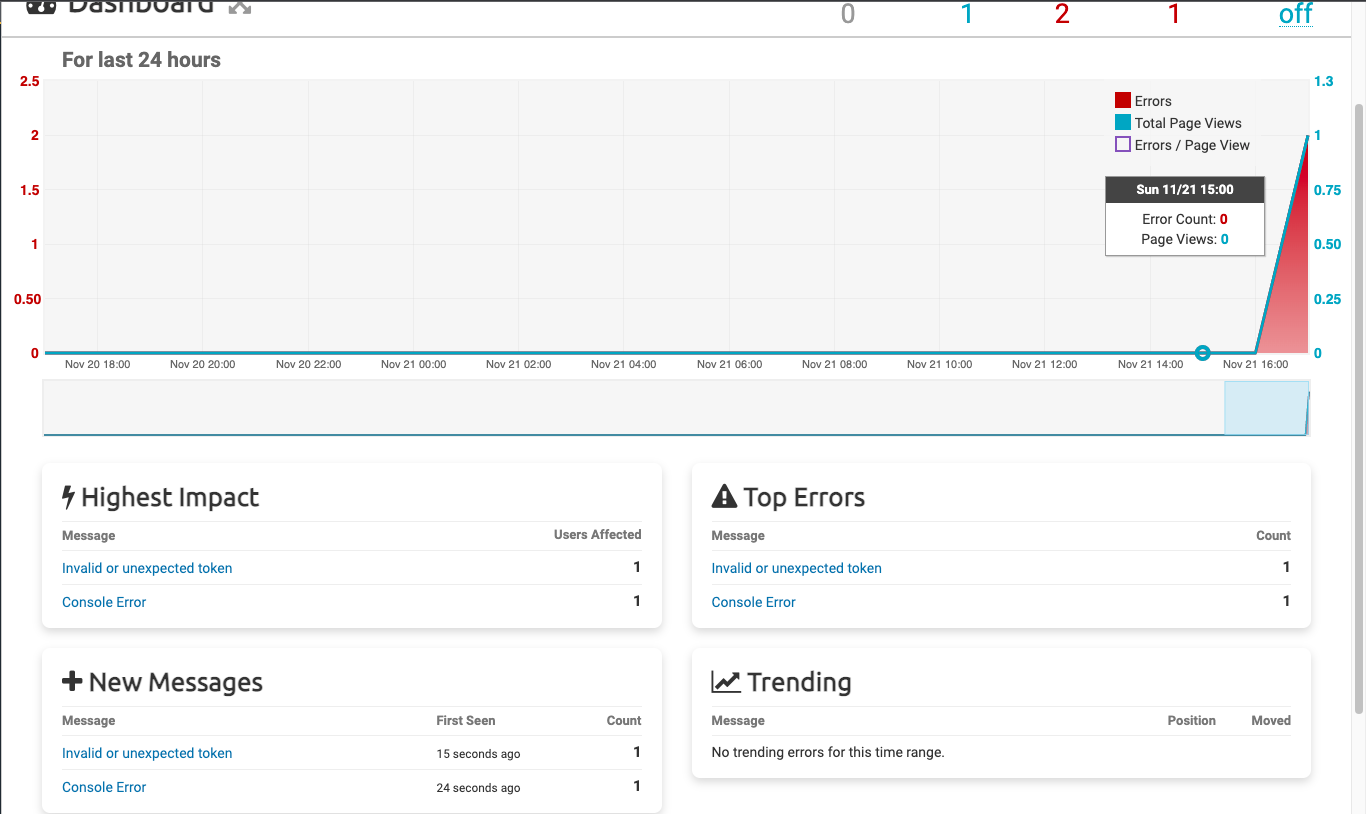 Dashboard
0 1 2 1 off
For last 24 hours
2.5 1.3
Errors
Total Page Views
Errors / Page View
2 1
Sun 11/21 15:00
Error Count: 0
Page Views: 0
1.5 0.75
1 0.50
0.50 0.25
0 0
Nov 20 18:00 Nov 20 20:00 Nov 20 22:00 Nov 21 00:00 Nov 21 02:00 Nov 21 04:00 Nov 21 06:00 Nov 21 08:00 Nov 21 10:00 Nov 21 12:00 Nov 21 14:00 Nov 21 16:00
Highest Impact
Message Users Affected
Invalid or unexpected token 1
Console Error 1
Top Errors
Message Count
Invalid or unexpected token 1
Console Error 1
New Messages
Message First Seen Count
Invalid or unexpected token 15 seconds ago 1
Console Error 24 seconds ago 1
Trending
Message Position Moved
No trending errors for this time range.